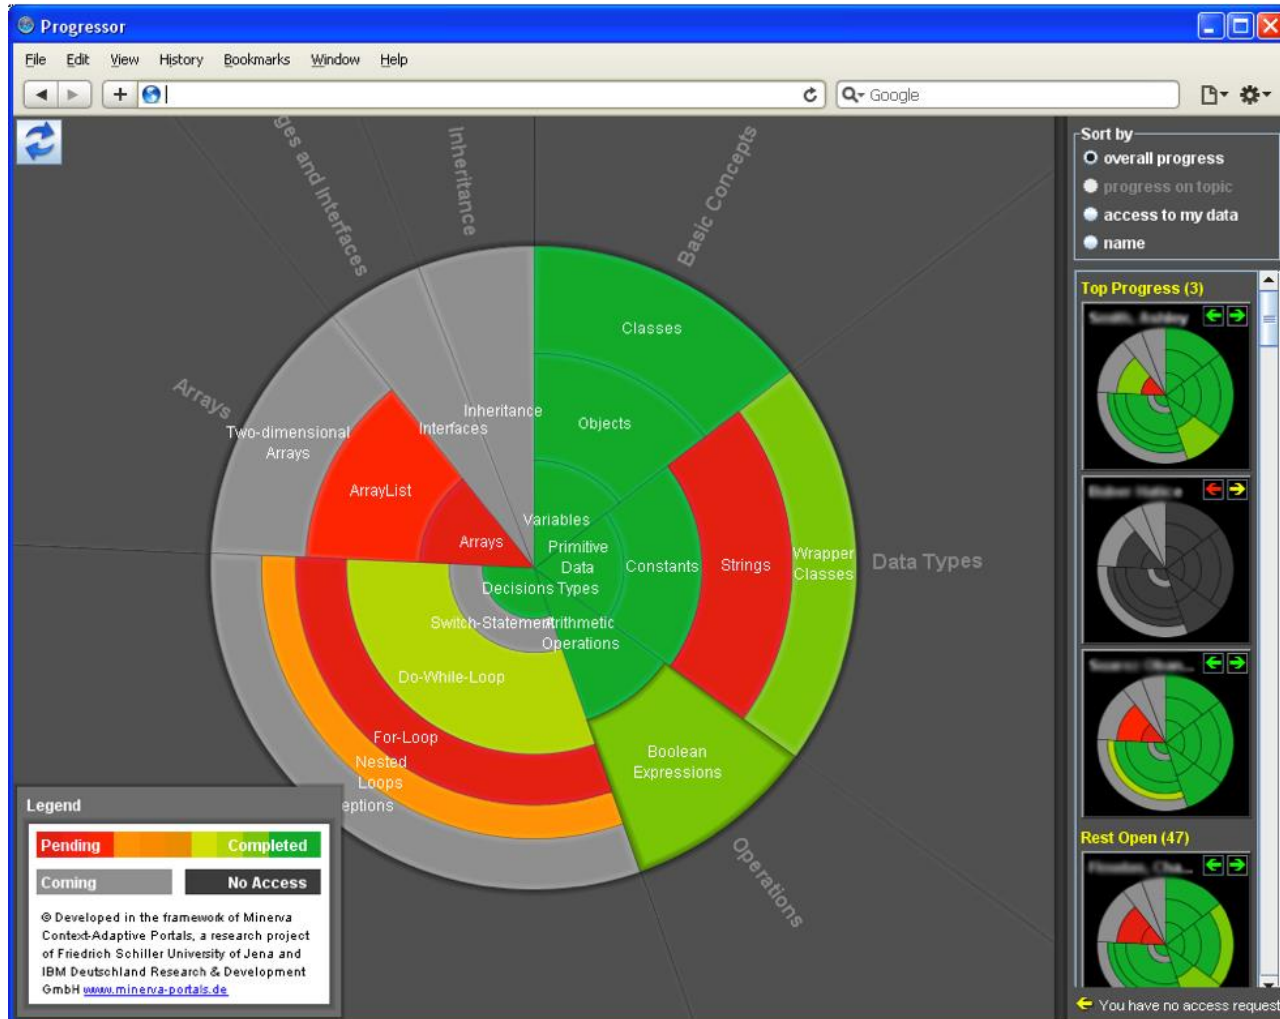 Progressor
File Edit View History Bookmarks Window Help
Google
Sort by
overall progress
progress on topic
access to my data
name
Top Progress (3)
Rest Open (47)
You have no access request
ges and Interfaces
Inheritance
Basic Concepts
Arrays
Data Types
Operations
Classes
Objects
Variables
Inheritance
Interfaces
Two-dimensional
Arrays
ArrayList
Arrays
Primitive
Data
Types
Constants
Strings
Wrapper
Classes
Decisions
Switch-Statement
Arithmetic
Operations
Do-While-Loop
For-Loop
Nested
Loops
eptions
Boolean
Expressions
Legend
Pending Completed
Coming No Access
© Developed in the framework of Minerva
Context-Adaptive Portals, a research project
of Friedrich Schiller University of Jena and
IBM Deutschland Research & Development
GmbH www.minerva-portals.de